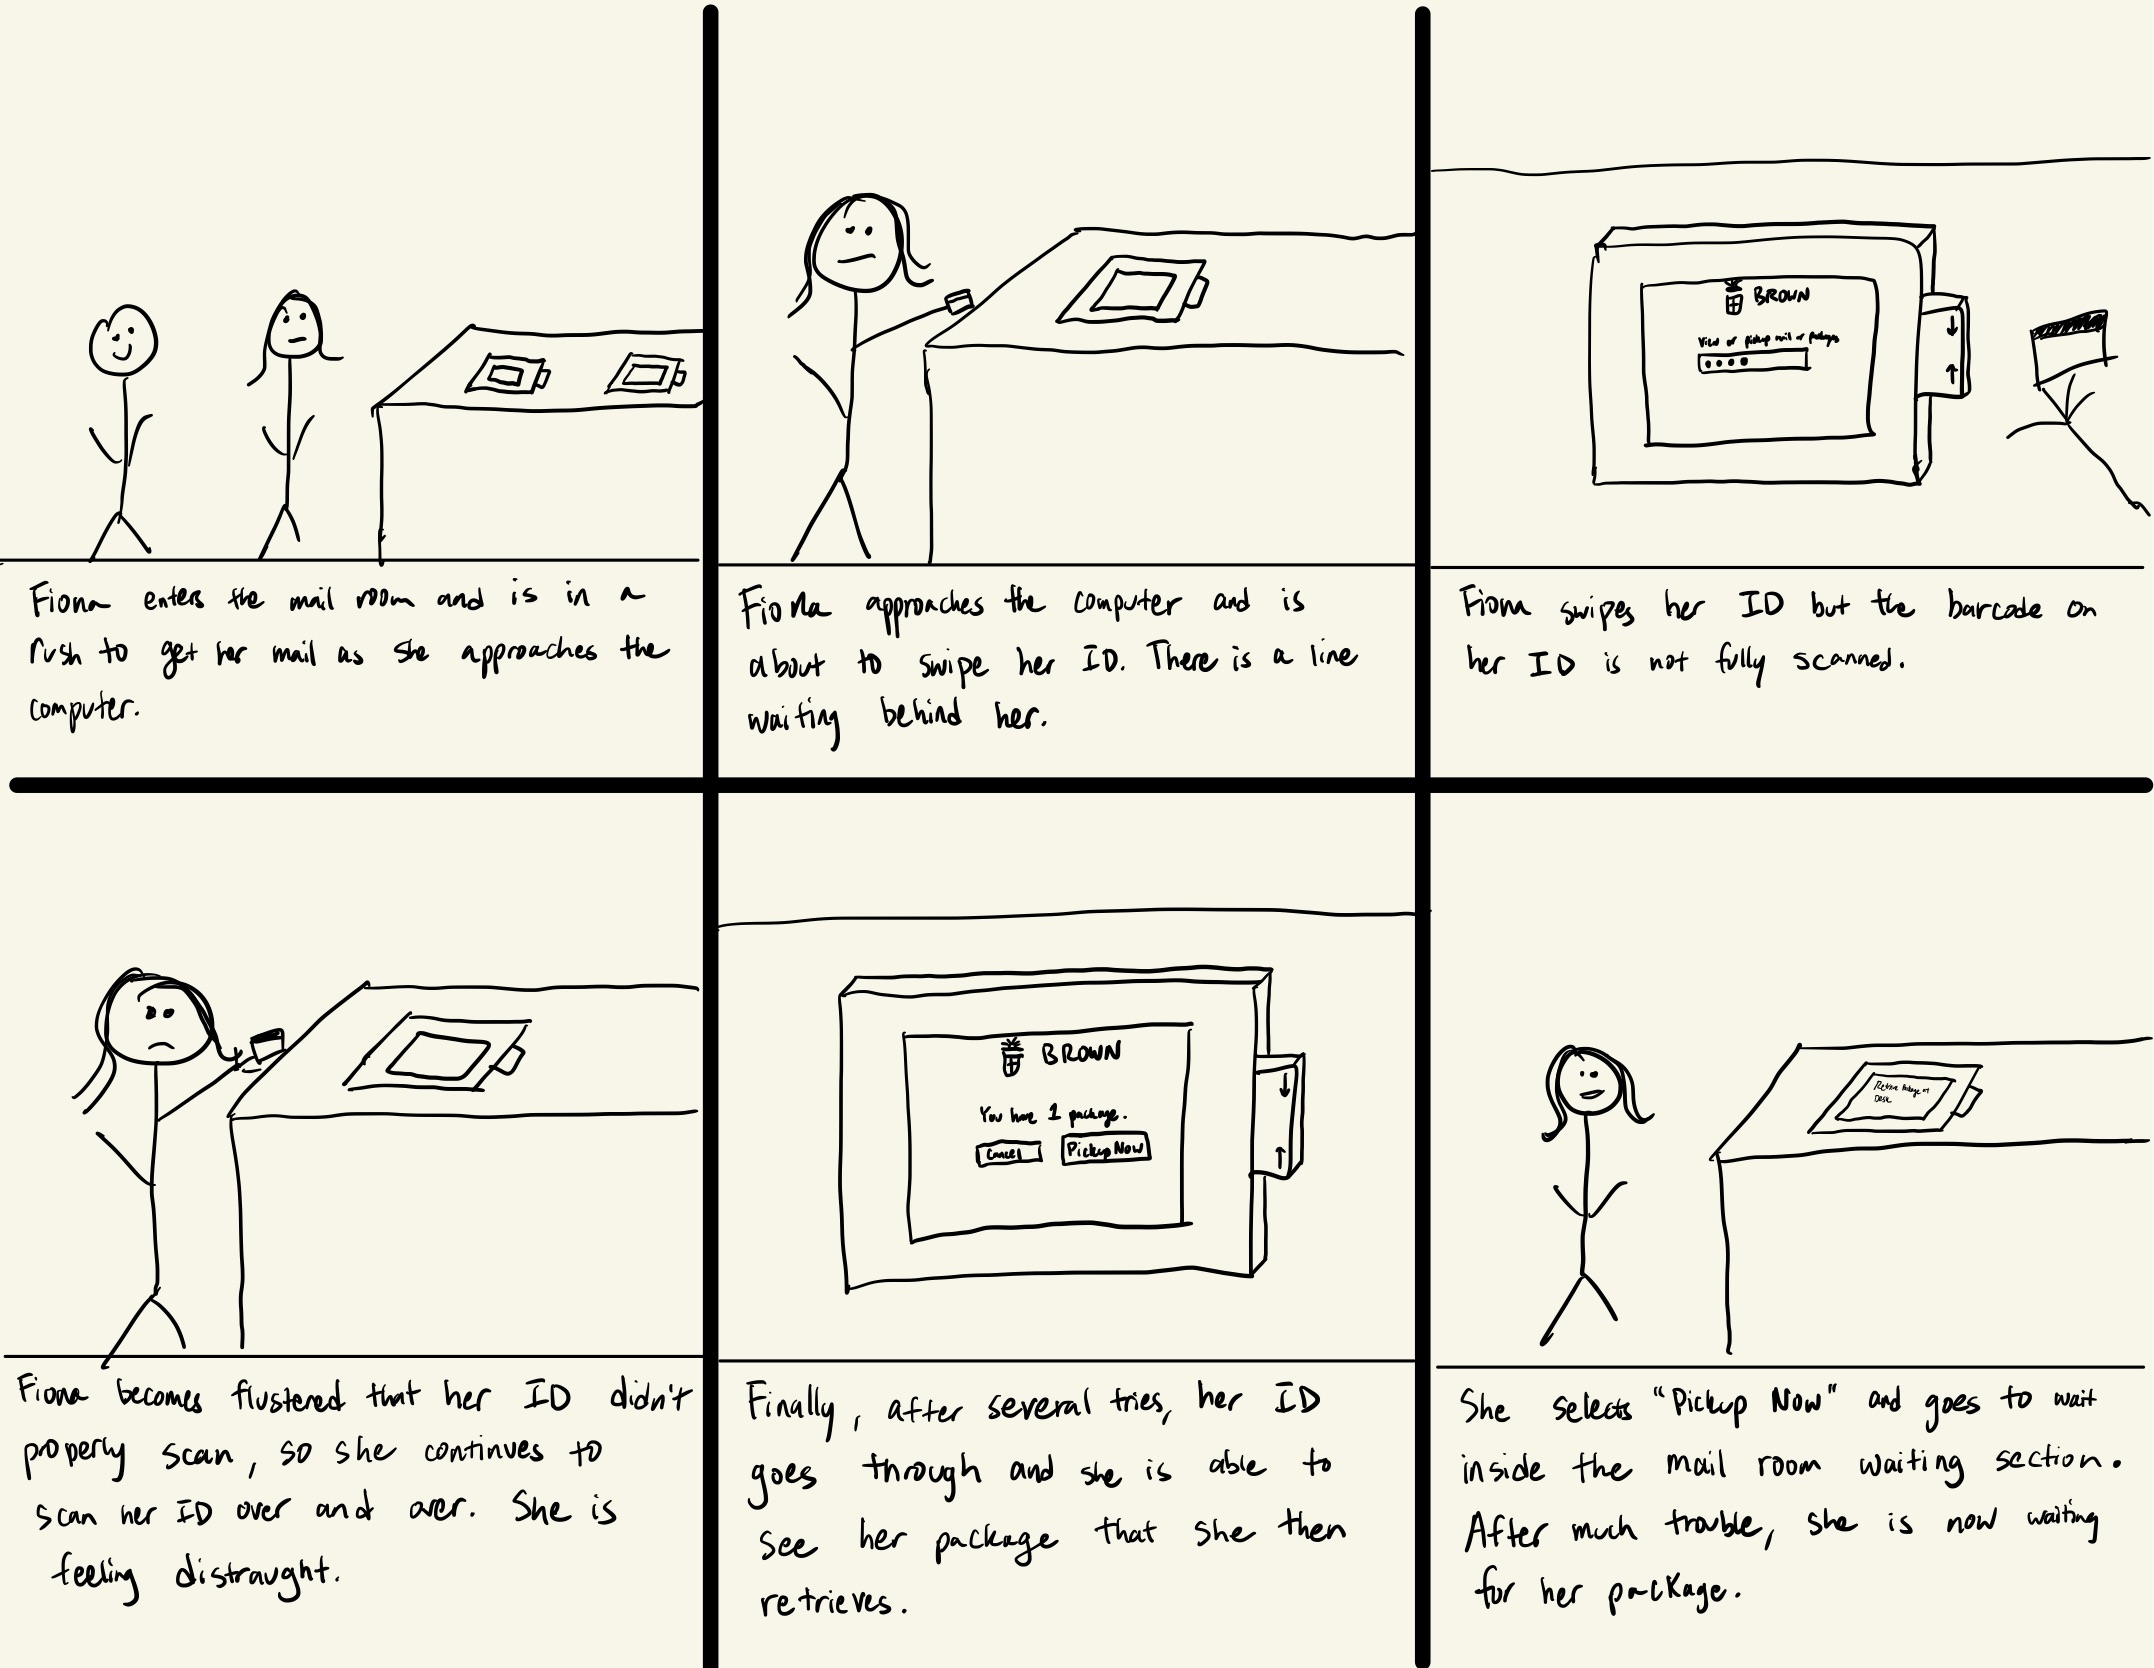 BROWN
View or pickup mail or packages
Fiona enters the mail room and is in a
rush to get her mail as she approaches the
computer.
Fiona approaches the computer and is
about to swipe her ID. There is a line
waiting behind her.
Fiona swipes her ID but the barcode on
her ID is not fully scanned.
BROWN
You have 1 package.
Cancel
Pickup Now
Retrieve Package at
Desk
Fiona becomes flustered that her ID didn't
properly scan, so she continues to
scan her ID over and over. She is
feeling distraught.
Finally, after several tries, her ID
goes through and she is able to
see her package that she then
retrieves.
She selects "Pickup Now" and goes to wait
inside the mail room waiting section.
After much trouble, she is now waiting
for her package.